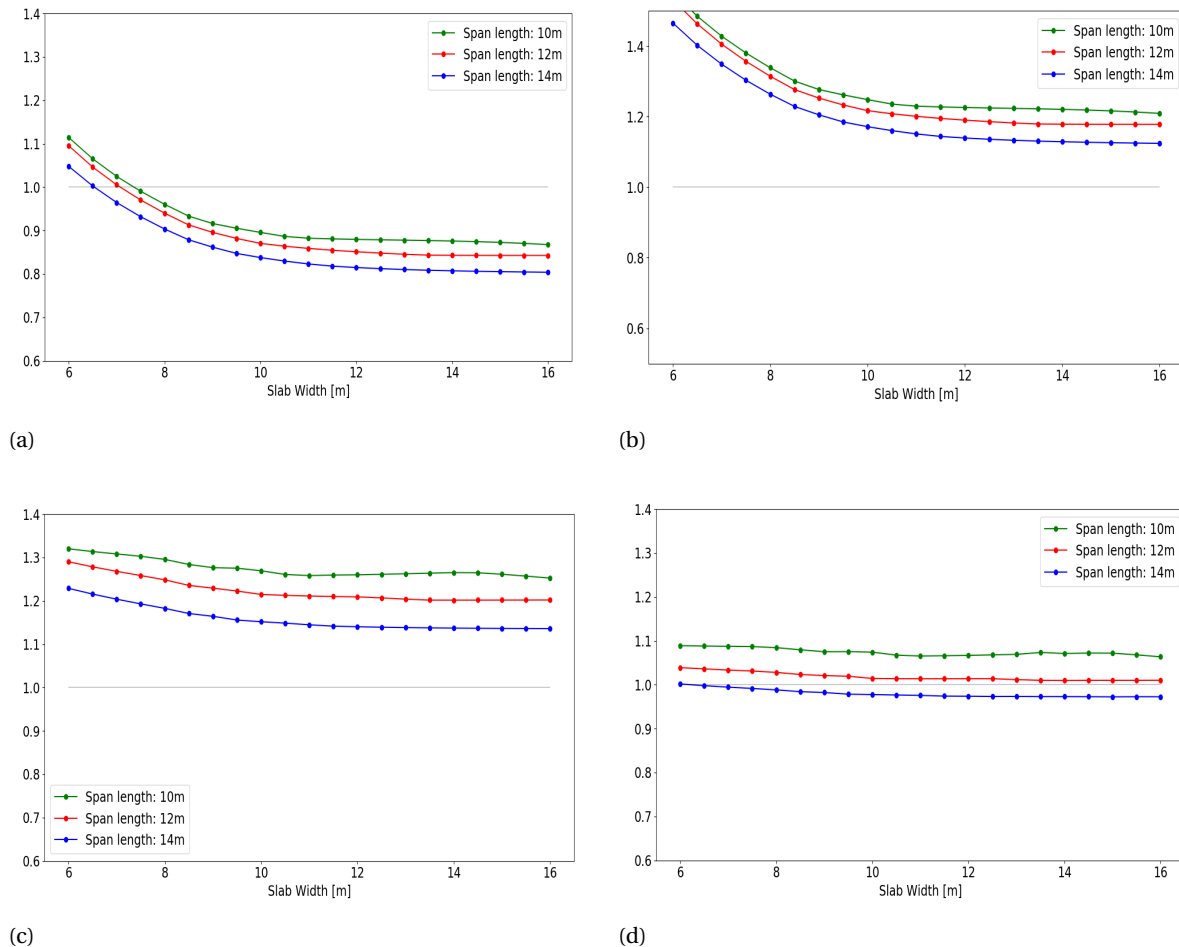 1.4
1.3
1.2
1.1
1.0
0.9
0.8
0.7
0.6
Span length: 10m
Span length: 12m
Span length: 14m
6 8 10 12 14 16
Slab Width [m]
(a)
1.4
1.2
1.0
0.8
0.6
Span length: 10m
Span length: 12m
Span length: 14m
6 8 10 12 14 16
Slab Width [m]
(b)
1.4
1.3
1.2
1.1
1.0
0.9
0.8
0.7
0.6
Span length: 10m
Span length: 12m
Span length: 14m
6 8 10 12 14 16
Slab Width [m]
(c)
1.4
1.3
1.2
1.1
1.0
0.9
0.8
0.7
0.6
Span length: 10m
Span length: 12m
Span length: 14m
6 8 10 12 14 16
Slab Width [m]
(d)